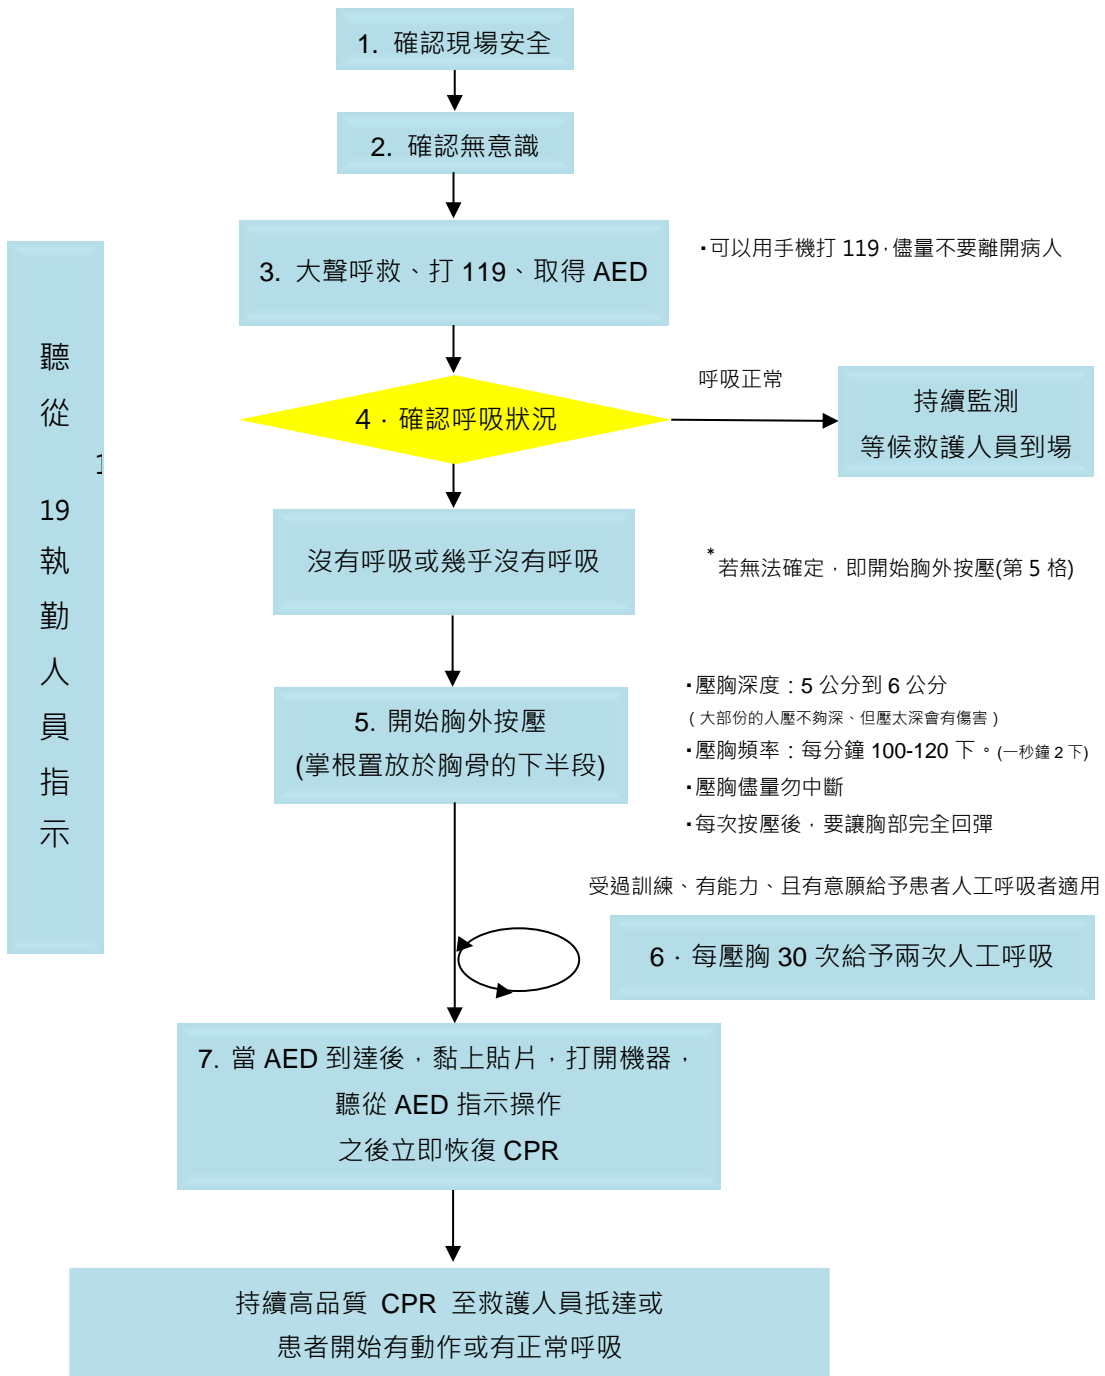 1. 確認現場安全
2. 確認無意識
3. 大聲呼救、打 119、取得 AED
▪可以用手機打 119，儘量不要離開病人
4．確認呼吸狀況
呼吸正常
持續監測
等候救護人員到場
沒有呼吸或幾乎沒有呼吸
*若無法確定，即開始胸外按壓(第 5 格)
5. 開始胸外按壓
(掌根置放於胸骨的下半段)
▪壓胸深度：5 公分到 6 公分
(大部份的人壓不夠深、但壓太深會有傷害)
▪壓胸頻率：每分鐘 100-120 下。(一秒鐘 2 下)
▪壓胸儘量勿中斷
▪每次按壓後，要讓胸部完全回彈
受過訓練、有能力、且有意願給予患者人工呼吸者適用
6．每壓胸 30 次給予兩次人工呼吸
7. 當 AED 到達後，黏上貼片，打開機器，
聽從 AED 指示操作
之後立即恢復 CPR
持續高品質 CPR 至救護人員抵達或
患者開始有動作或有正常呼吸
聽
從
1
19
執
勤
人
員
指
示